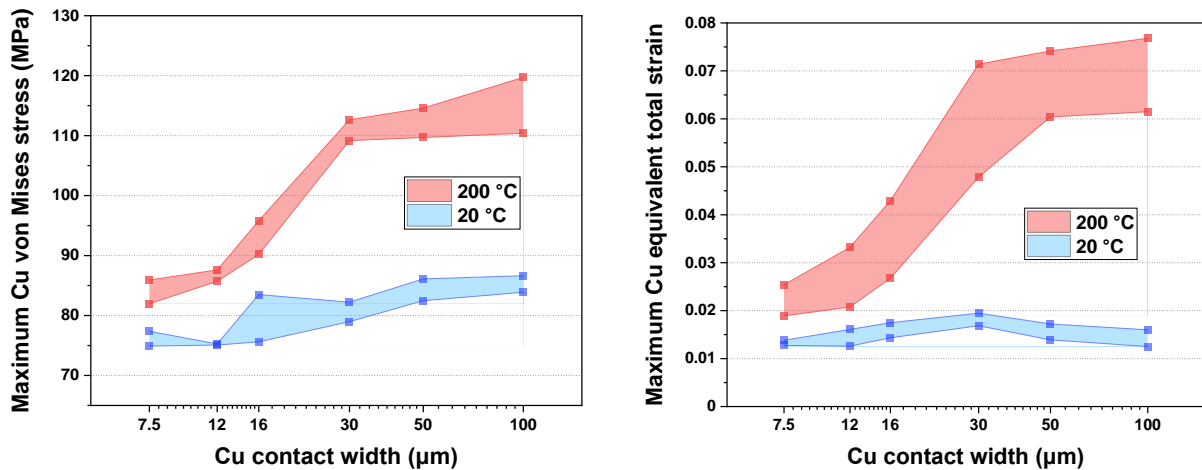 Maximum Cu von Mises stress (MPa)
130
120
110
100
90
80
70
200 °C
20 °C
7.5 12 16 30 50 100
Cu contact width (µm)
Maximum Cu equivalent total strain
0.08
0.07
0.06
0.05
0.04
0.03
0.02
0.01
0
200 °C
20 °C
7.5 12 16 30 50 100
Cu contact width (µm)